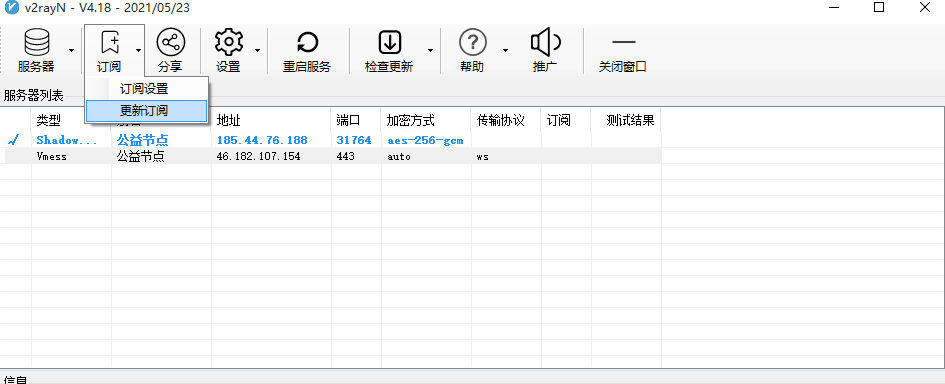 v2rayN - V4.18 - 2021/05/23
服务器 订阅 分享 设置 重启服务 检查更新 帮助 推广 关闭窗口
订阅设置
更新订阅
服务器列表
类型 地址 端口 加密方式 传输协议 订阅 测试结果
Shadow... 公益节点 185.44.76.188 31764 aes-256-gcm
Vmess 公益节点 46.182.107.154 443 auto ws
信息